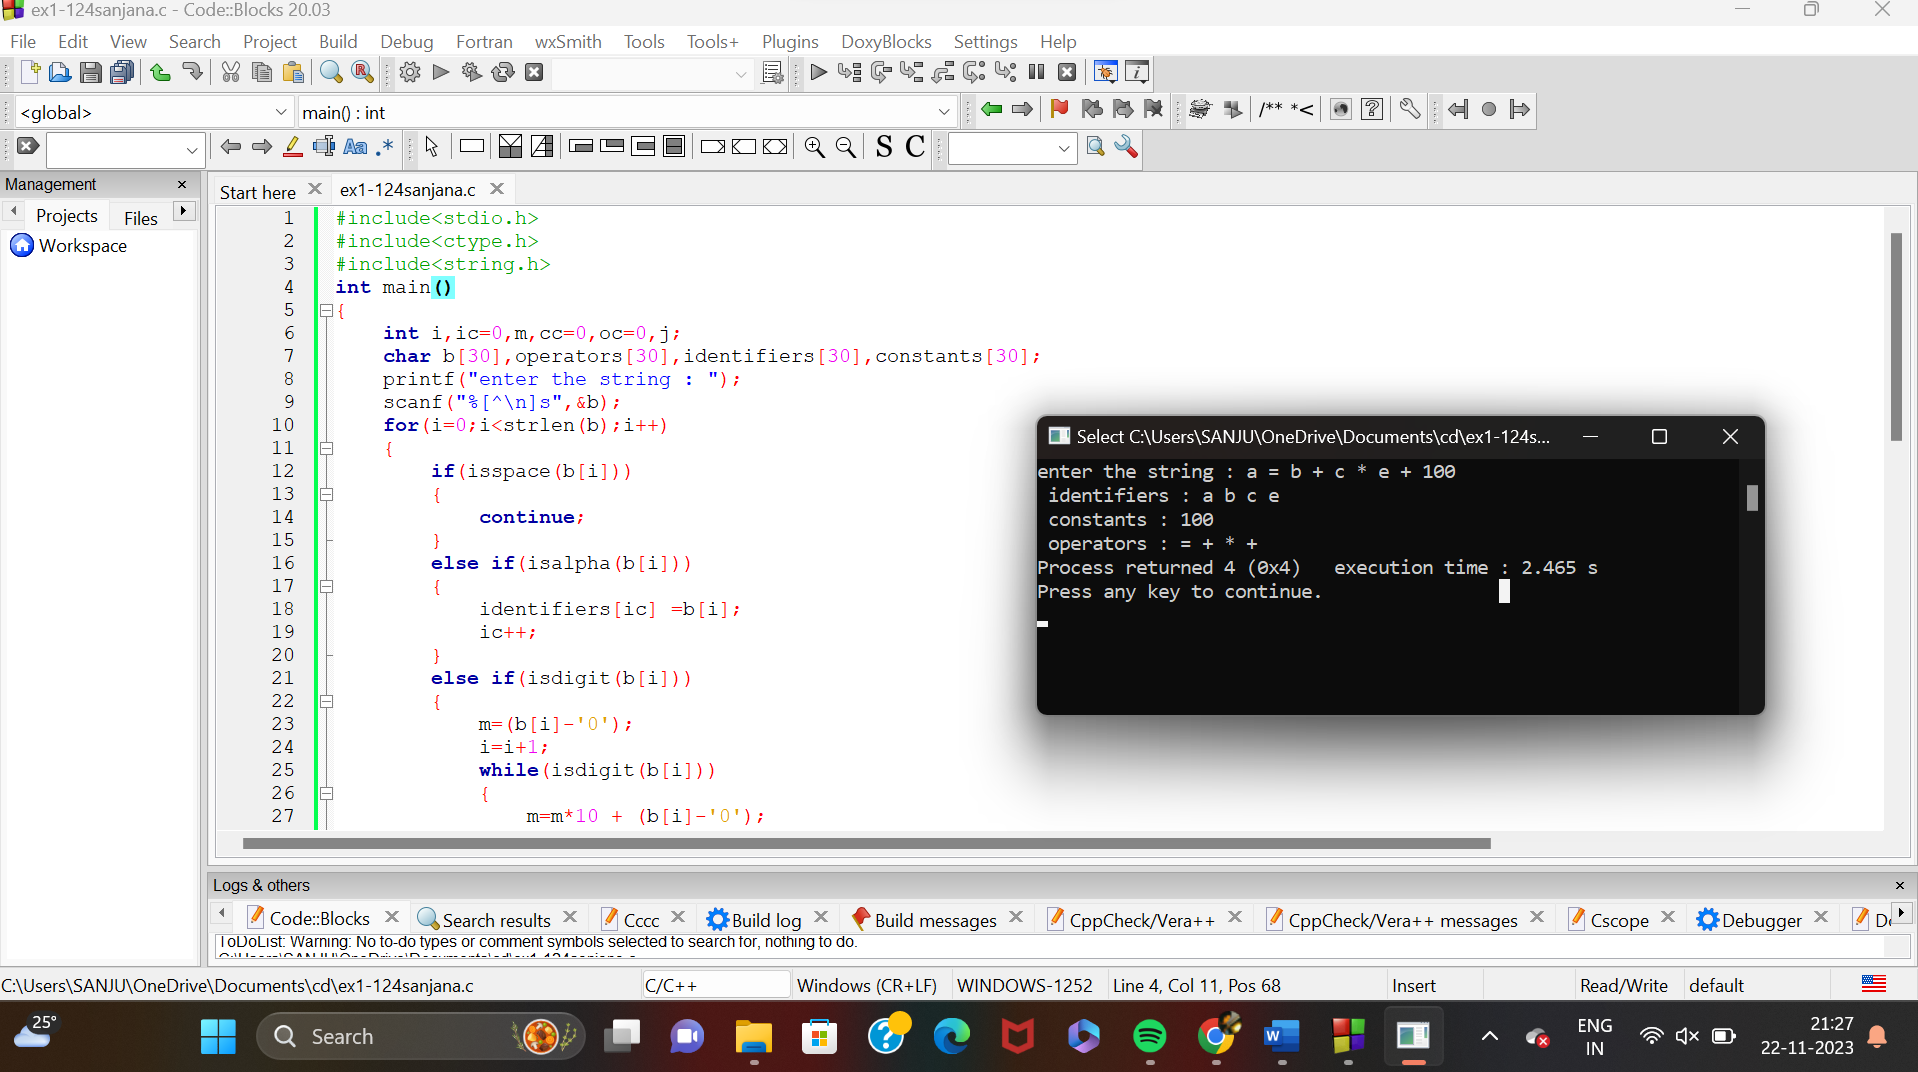 ex1-124sanjana.c - Code::Blocks 20.03
File Edit View Search Project Build Debug Fortran wxSmith Tools Tools+ Plugins DoxyBlocks Settings Help
<global> main() : int
/** *<
Aa .* S C
Management
Projects Files
Workspace
Start here ex1-124sanjana.c
1 #include<stdio.h>
2 #include<ctype.h>
3 #include<string.h>
4 int main()
5 {
6 int i,ic=0,m,cc=0,oc=0,j;
7 char b[30],operators[30],identifiers[30],constants[30];
8 printf("enter the string : ");
9 scanf("%[^\n]s",&b);
10 for(i=0;i<strlen(b);i++)
11 {
12 if(isspace(b[i]))
13 {
14 continue;
15 }
16 else if(isalpha(b[i]))
17 {
18 identifiers[ic] =b[i];
19 ic++;
20 }
21 else if(isdigit(b[i]))
22 {
23 m=(b[i]-'0');
24 i=i+1;
25 while(isdigit(b[i]))
26 {
27 m=m*10 + (b[i]-'0');
Select C:\Users\SANJU\OneDrive\Documents\cd\ex1-124s...
enter the string : a = b + c * e + 100
identifiers : a b c e
constants : 100
operators : = + * +
Process returned 4 (0x4) execution time : 2.465 s
Press any key to continue.
Logs & others
Code::Blocks Search results Cccc Build log Build messages CppCheck/Vera++ CppCheck/Vera++ messages Cscope Debugger
ToDoList: Warning: No to-do types or comment symbols selected to search for, nothing to do.
C:\Users\SANJU\OneDrive\Documents\cd\ex1-124sanjana.c C/C++ Windows (CR+LF) WINDOWS-1252 Line 4, Col 11, Pos 68 Insert Read/Write default
25°
Search
ENG
IN
21:27
22-11-2023